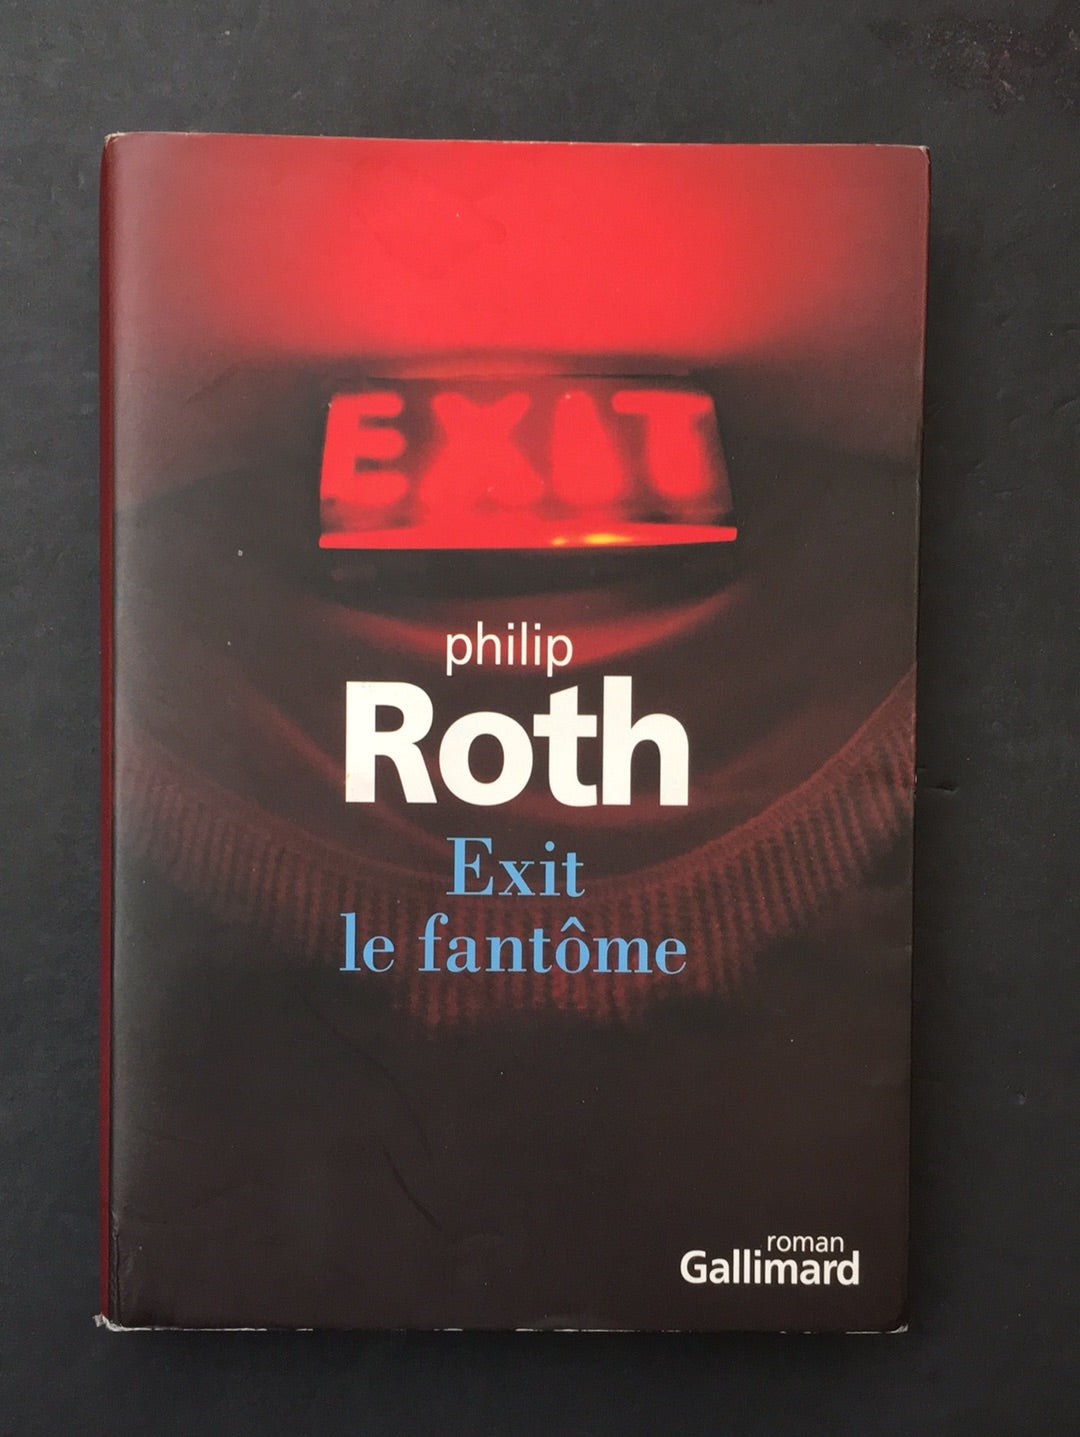 EXIT
philip
Roth
Exit
le fantôme
roman
Gallimard